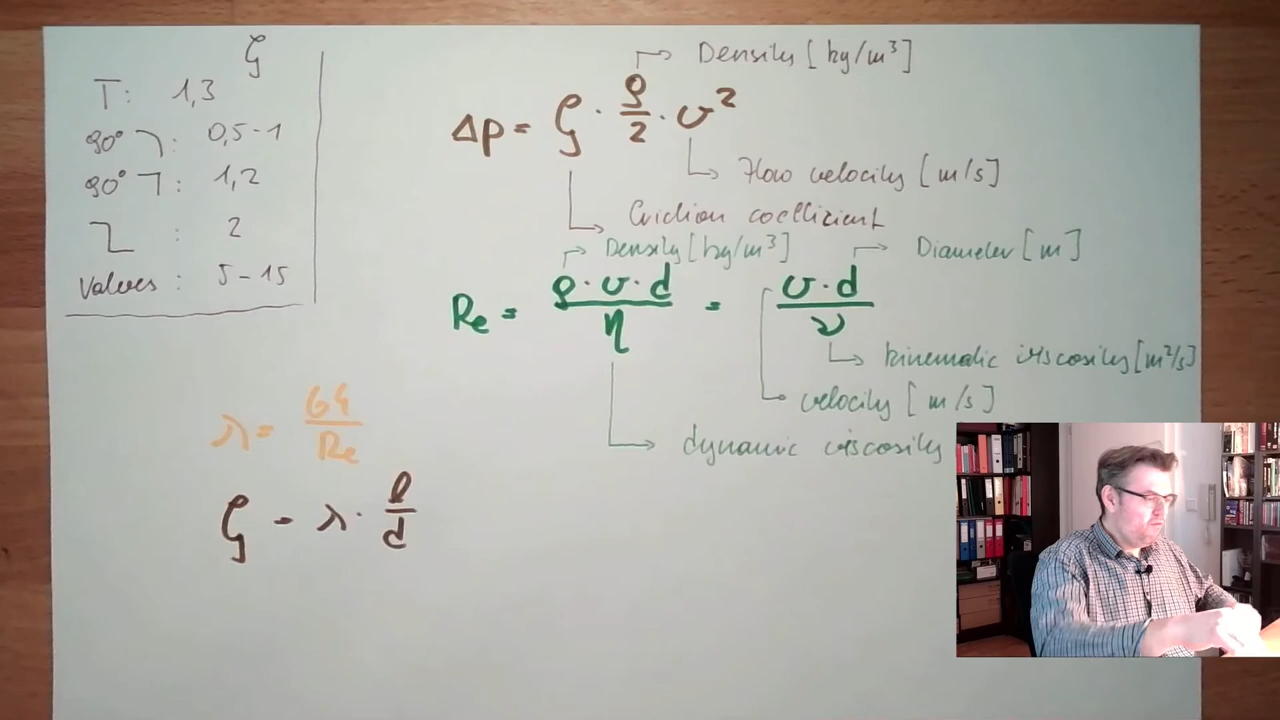 ζ
T: 1,3
90° ㄱ: 0,5-1
90° ㄱ: 1,2
: 2
Valves: 5-15
Density [kg/m³]
Δp = ζ · ρ/2 · v²
Flow velocity [m/s]
Friction coefficient
Density [kg/m³]
Diameter [m]
Re = ρ·v·d/η = v·d/ν
kinematic viscosity [m²/s]
velocity [m/s]
dynamic viscosity
λ = 64/Re
ζ = λ · l/d